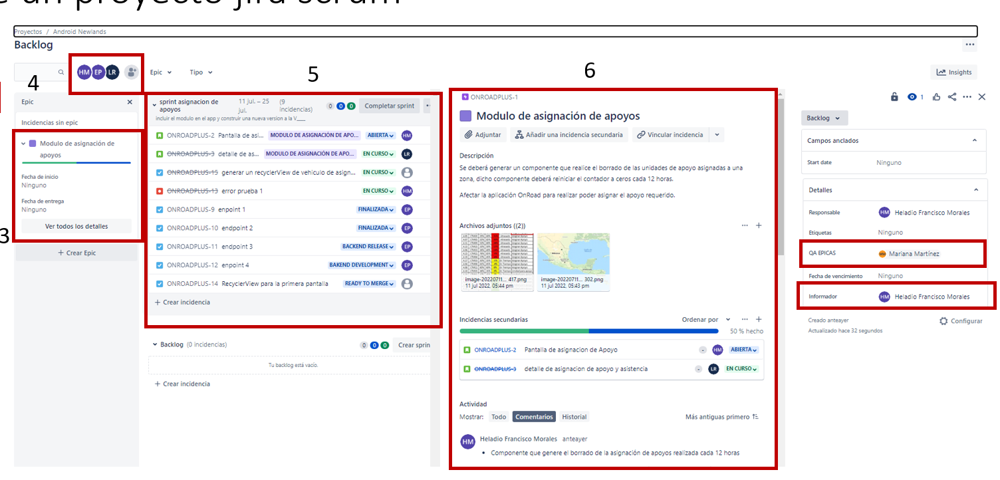 e un proyecto jira scrum
Proyectos / Android Newlands
Backlog
HM EP LR
Epic
Tipo
Insights
4
5
6
3
Epic
Incidencias sin epic
Modulo de asignación de
apoyos
Fecha de inicio
Ninguno
Fecha de entrega
Ninguno
Ver todos los detalles
+ Crear Epic
sprint asignacion de
apoyos
11 jul. – 25
jul.
(9
incidencias)
0 0 0
Completar sprint
incluir el modulo en el app y construir una nueva version a la V___
ONROADPLUS-2 Pantalla de asi... MODULO DE ASIGNACIÓN DE APO... ABIERTA HM
ONROADPLUS-3 detalle de as... MODULO DE ASIGNACIÓN DE APO... EN CURSO LR
ONROADPLUS-15 generar un recyclerView de vehiculo de asign... EN CURSO
ONROADPLUS-13 error prueba 1 EN CURSO HM
ONROADPLUS-9 enpoint 1 FINALIZADA EP
ONROADPLUS-10 endpoint 2 FINALIZADA EP
ONROADPLUS-11 endpoint 3 BACKEND RELEASE EP
ONROADPLUS-12 enpoint 4 BAKEND DEVELOPMENT EP
ONROADPLUS-14 RecyclerView para la primera pantalla READY TO MERGE
+ Crear incidencia
Backlog (0 incidencias) 0 0 0 Crear sprin
Tu backlog está vacío.
+ Crear incidencia
ONROADPLUS-1
Modulo de asignación de apoyos
Adjuntar
Añadir una incidencia secundaria
Vincular incidencia
Descripción
Se deberá generar un componente que realice el borrado de las unidades de apoyo asignadas a una
zona, dicho componente deberá reiniciar el contador a ceros cada 12 horas.
Afectar la aplicación OnRoad para realizar poder asignar el apoyo requerido.
Archivos adjuntos ((2))
image-20220711... 417.png
11 jul 2022, 05:44 pm
image-20220711... 302.png
11 jul 2022, 05:43 pm
Incidencias secundarias
Ordenar por
50 % hecho
ONROADPLUS-2 Pantalla de asignacion de Apoyo - HM ABIERTA
ONROADPLUS-3 detalle de asignacion de apoyo y asistencia - LR EN CURSO
Actividad
Mostrar: Todo Comentarios Historial
Más antiguas primero
HM Heladio Francisco Morales anteayer
• Componente que genere el borrado de la asignación de apoyos realizada cada 12 horas
1
Backlog
Campos anclados
Start date Ninguno
Detalles
Responsable HM Heladio Francisco Morales
Etiquetas Ninguno
QA EPICAS MM Mariana Martínez
Fecha de vencimiento Ninguno
Informador HM Heladio Francisco Morales
Creado anteayer
Actualizado hace 32 segundos
Configurar